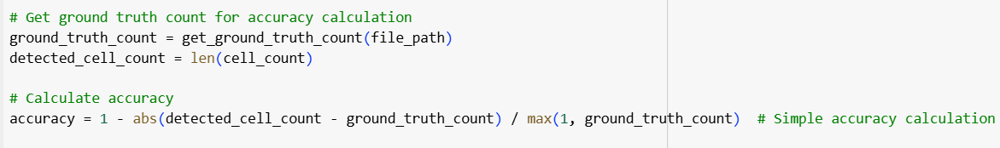 # Get ground truth count for accuracy calculation
ground_truth_count = get_ground_truth_count(file_path)
detected_cell_count = len(cell_count)
# Calculate accuracy
accuracy = 1 - abs(detected_cell_count - ground_truth_count) / max(1, ground_truth_count)  # Simple accuracy calculation